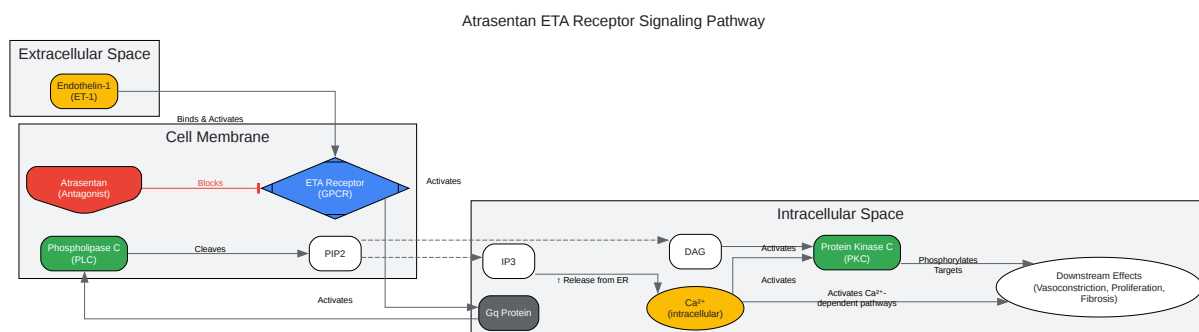 Atrasentan ETA Receptor Signaling Pathway
Extracellular Space
Endothelin-1
(ET-1)
Binds & Activates
Cell Membrane
Atrasentan
(Antagonist)
Blocks
ETA Receptor
(GPCR)
Activates
Phospholipase C
(PLC)
Cleaves
PIP2
Intracellular Space
IP3
↑ Release from ER
DAG
Activates
Protein Kinase C
(PKC)
Phosphorylates
Targets
Activates
Ca²⁺
(intracellular)
Activates Ca²⁺-
dependent pathways
Downstream Effects
(Vasoconstriction, Proliferation,
Fibrosis)
Activates
Gq Protein